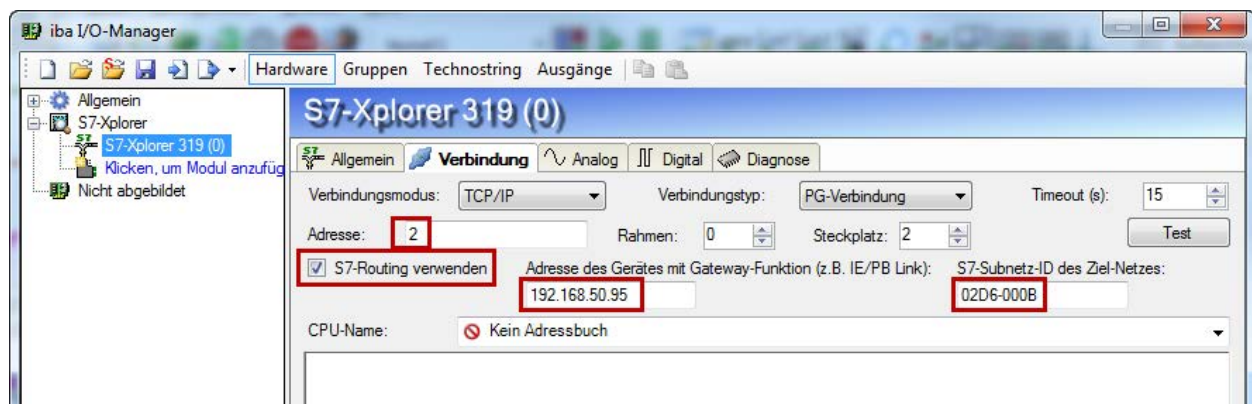 iba I/O-Manager
Hardware Gruppen Technostring Ausgänge
Allgemein
S7-Xplorer
S7-Xplorer 319 (0)
Klicken, um Modul anzufüg
Nicht abgebildet
S7-Xplorer 319 (0)
Allgemein Verbindung Analog Digital Diagnose
Verbindungsmodus: TCP/IP Verbindungstyp: PG-Verbindung Timeout (s): 15
Adresse: 2 Rahmen: 0 Steckplatz: 2 Test
S7-Routing verwenden Adresse des Gerätes mit Gateway-Funktion (z.B. IE/PB Link): S7-Subnetz-ID des Ziel-Netzes:
192.168.50.95 02D6-000B
CPU-Name: Kein Adressbuch